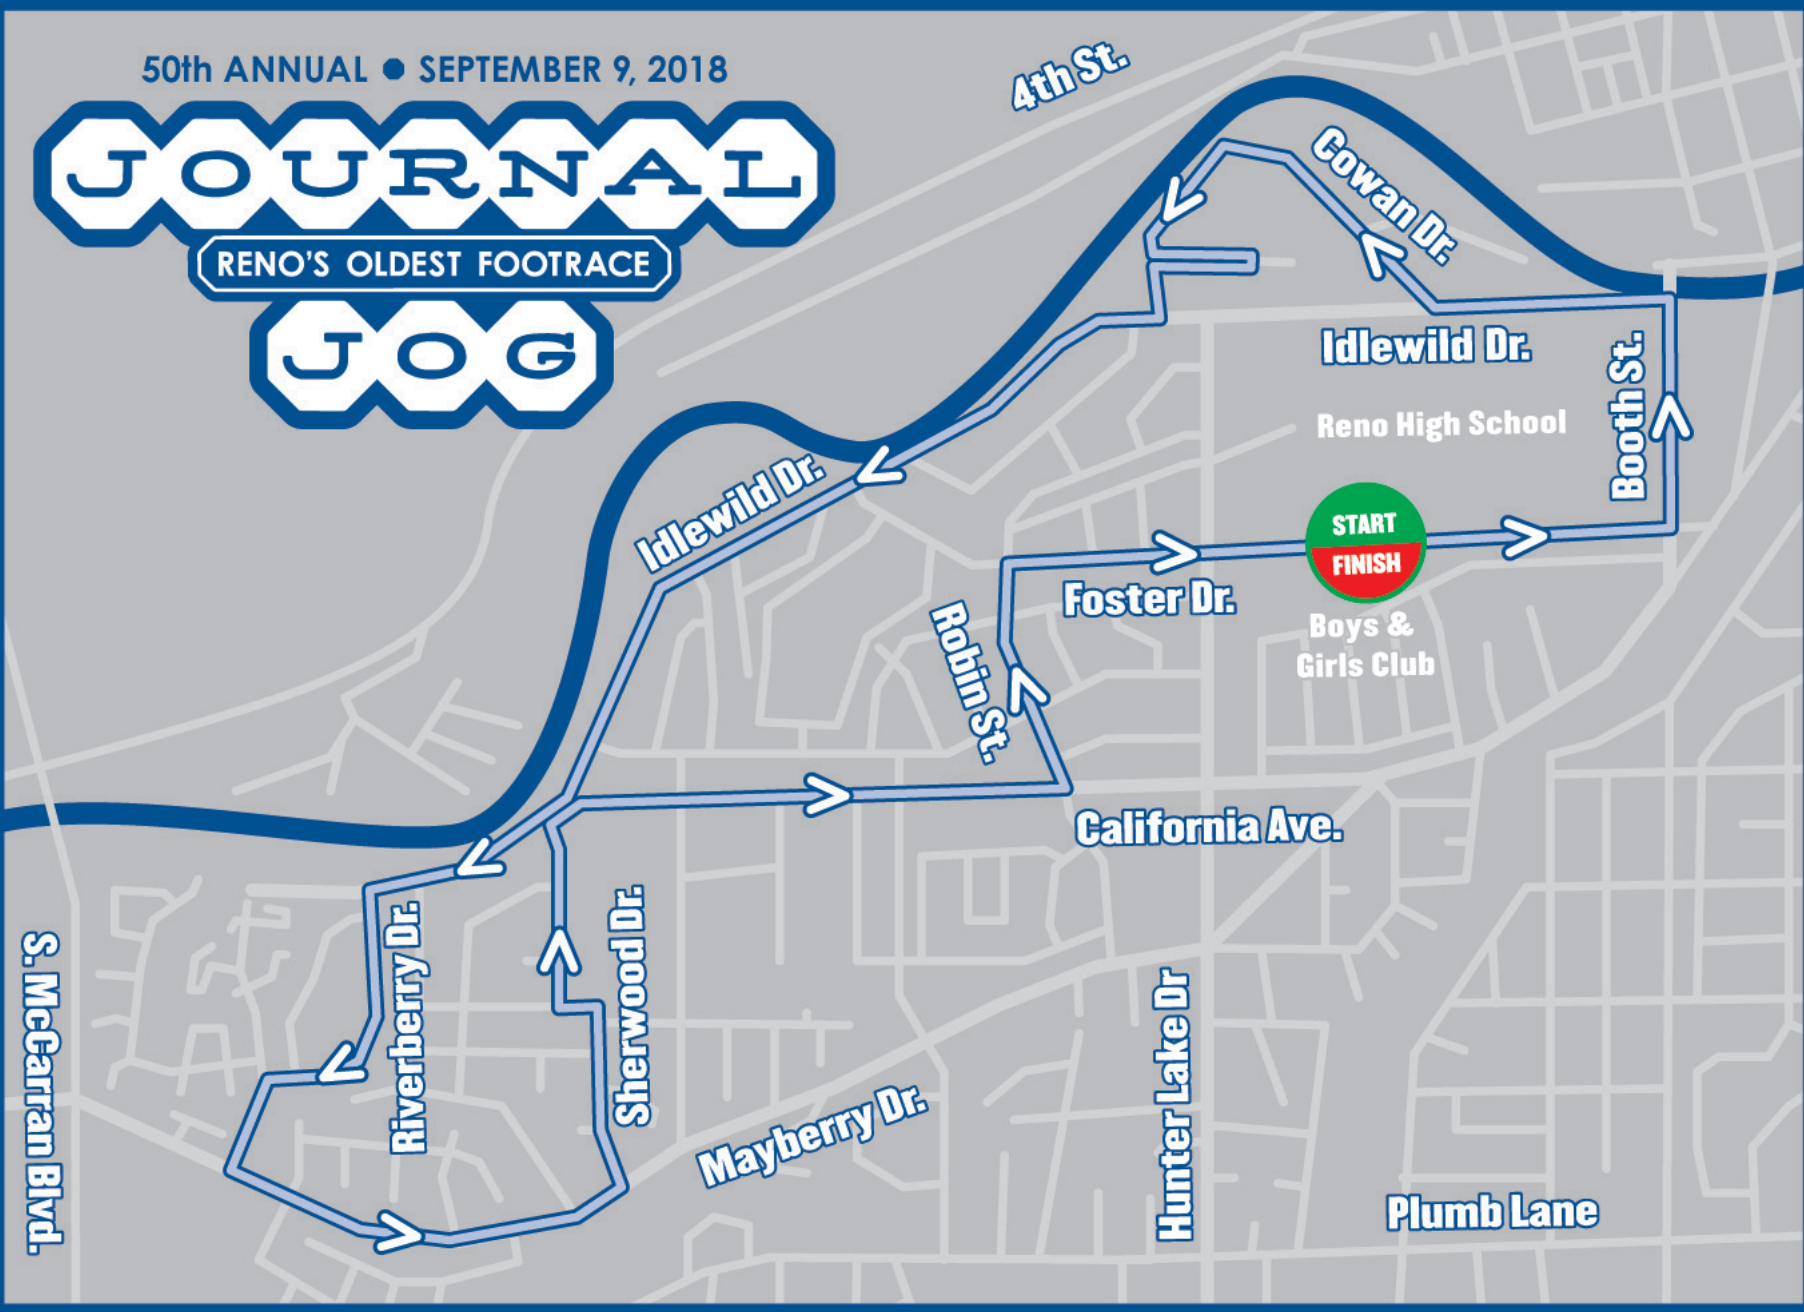 50th ANNUAL ● SEPTEMBER 9, 2018
JOURNAL
RENO'S OLDEST FOOTRACE
JOG
4th St.
Cowan Dr.
Idlewild Dr.
Booth St.
Reno High School
Idlewild Dr.
START
FINISH
Foster Dr.
Boys &
Girls Club
Robin St.
California Ave.
S. McCarran Blvd.
Riverberry Dr.
Sherwood Dr.
Mayberry Dr.
Hunter Lake Dr
Plumb Lane